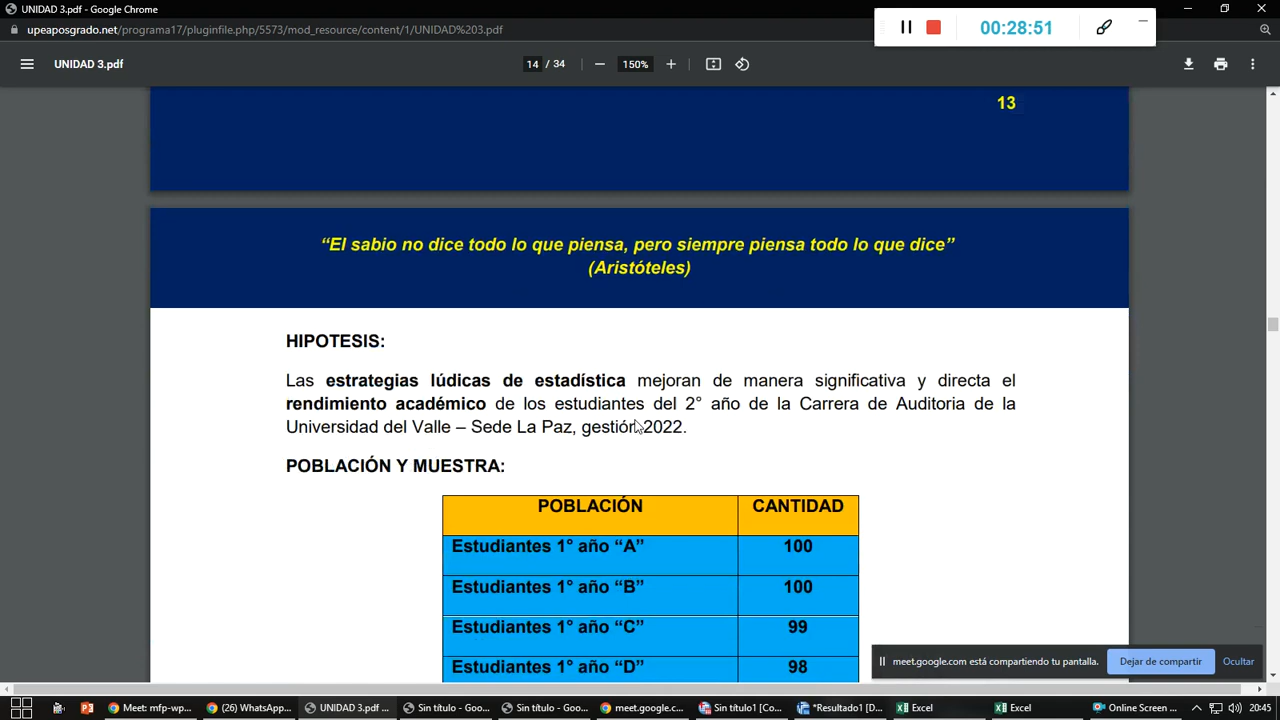 UNIDAD 3.pdf - Google Chrome
upeaposgrado.net/programa17/pluginfile.php/5573/mod_resource/content/1/UNIDAD%203.pdf
00:28:51
UNIDAD 3.pdf
14 / 34
150%
13
“El sabio no dice todo lo que piensa, pero siempre piensa todo lo que dice”
(Aristóteles)
HIPOTESIS:
Las estrategias lúdicas de estadística mejoran de manera significativa y directa el
rendimiento académico de los estudiantes del 2° año de la Carrera de Auditoria de la
Universidad del Valle – Sede La Paz, gestión 2022.
POBLACIÓN Y MUESTRA:
POBLACIÓN CANTIDAD
Estudiantes 1° año “A” 100
Estudiantes 1° año “B” 100
Estudiantes 1° año “C” 99
Estudiantes 1° año “D” 98
meet.google.com está compartiendo tu pantalla. Dejar de compartir Ocultar
Meet: mfp-wp... (26) WhatsApp... UNIDAD 3.pdf ... Sin título - Goo... Sin título - Goo... meet.google.co... Sin título1 [Co... *Resultado1 [D... Excel Excel Online Screen ... 20:45